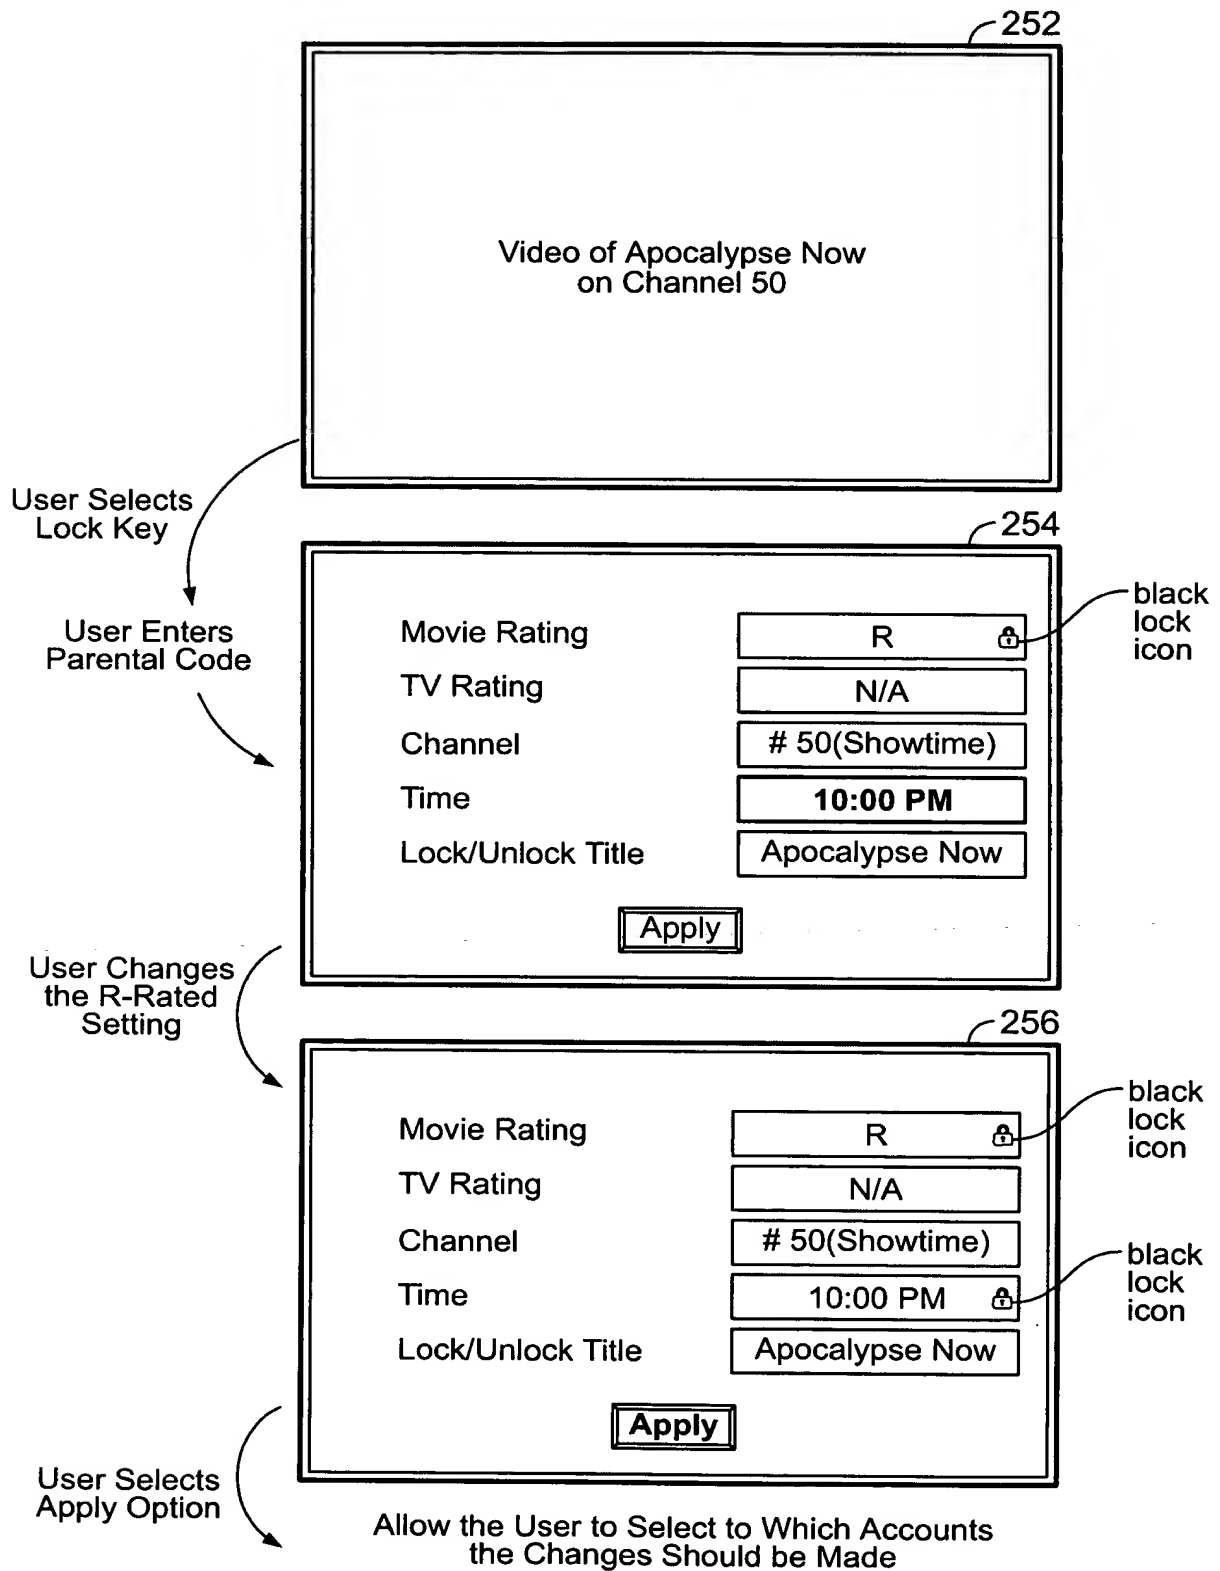 252
Video of Apocalypse Now
on Channel 50
User Selects
Lock Key
User Enters
Parental Code
254
Movie Rating R
black
lock
icon
TV Rating N/A
Channel # 50(Showtime)
Time 10:00 PM
Lock/Unlock Title Apocalypse Now
Apply
User Changes
the R-Rated
Setting
256
Movie Rating R
black
lock
icon
TV Rating N/A
Channel # 50(Showtime)
Time 10:00 PM
black
lock
icon
Lock/Unlock Title Apocalypse Now
Apply
User Selects
Apply Option
Allow the User to Select to Which Accounts
the Changes Should be Made